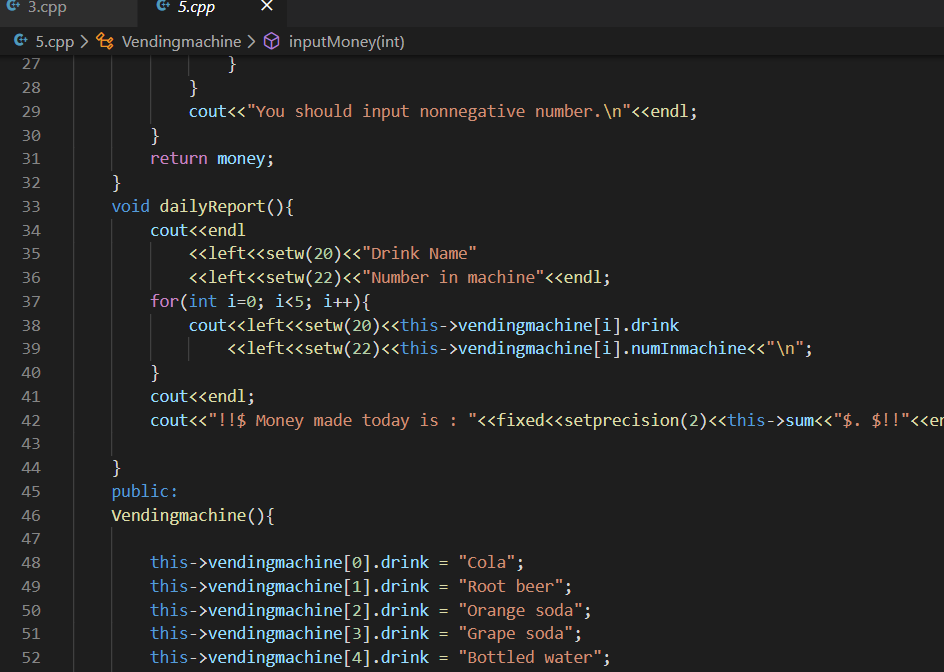 3.cpp 5.cpp ×
5.cpp > Vendingmachine > inputMoney(int)
27 }
28 }
29 cout<<"You should input nonnegative number.\n"<<endl;
30 }
31 return money;
32 }
33 void dailyReport(){
34 cout<<endl
35 <<left<<setw(20)<<"Drink Name"
36 <<left<<setw(22)<<"Number in machine"<<endl;
37 for(int i=0; i<5; i++){
38 cout<<left<<setw(20)<<this->vendingmachine[i].drink
39 <<left<<setw(22)<<this->vendingmachine[i].numInmachine<<"\n";
40 }
41 cout<<endl;
42 cout<<"!!$ Money made today is : "<<fixed<<setprecision(2)<<this->sum<<"$. $!!"<<en
43
44 }
45 public:
46 Vendingmachine(){
47
48 this->vendingmachine[0].drink = "Cola";
49 this->vendingmachine[1].drink = "Root beer";
50 this->vendingmachine[2].drink = "Orange soda";
51 this->vendingmachine[3].drink = "Grape soda";
52 this->vendingmachine[4].drink = "Bottled water";